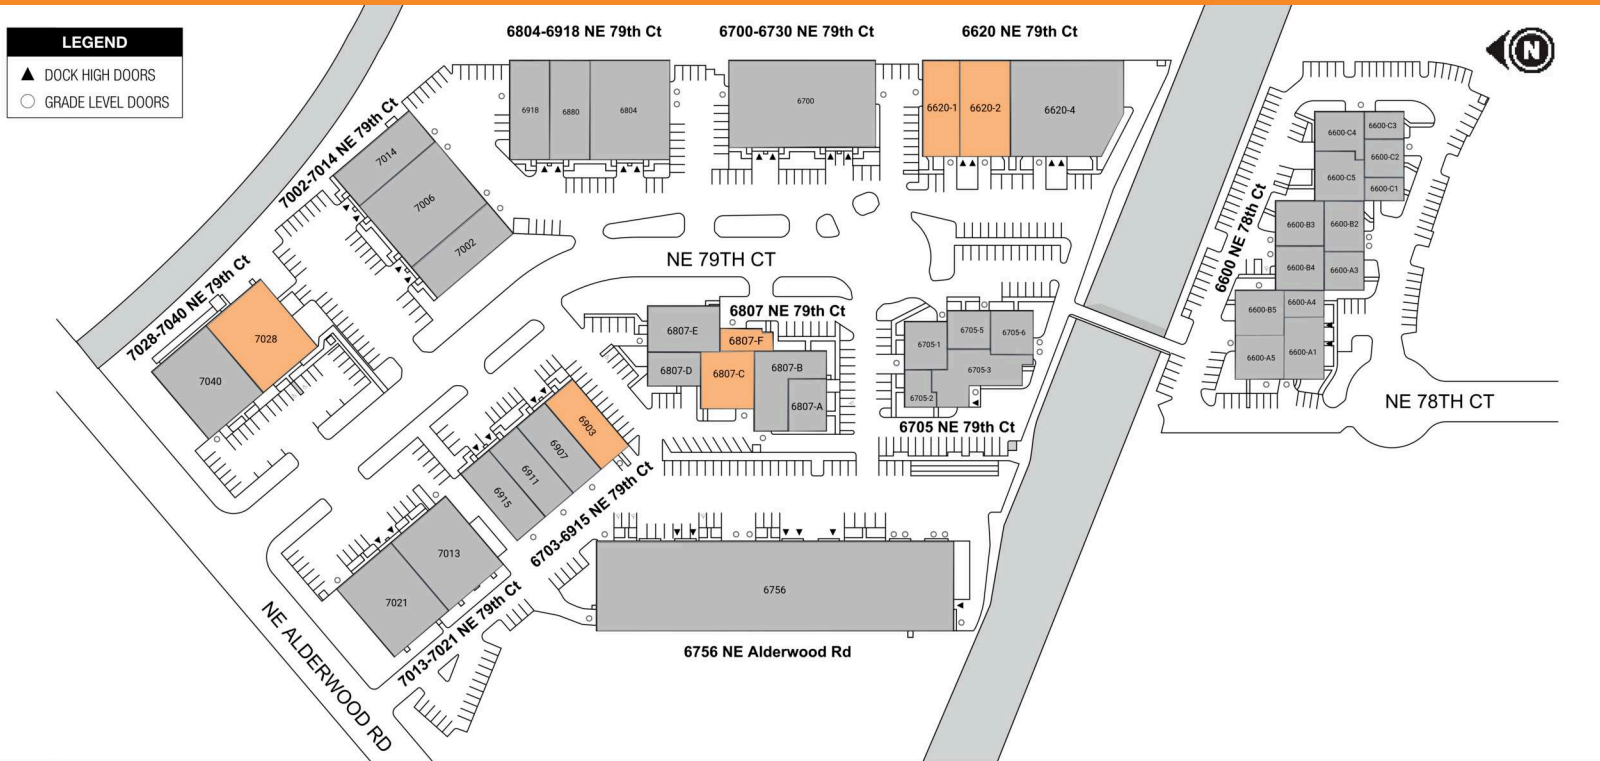 LEGEND
DOCK HIGH DOORS
GRADE LEVEL DOORS
6804-6918 NE 79th Ct
6700-6730 NE 79th Ct
6620 NE 79th Ct
N
6918
6880
6804
6700
6620-1
6620-2
6620-4
7002-7014 NE 79th Ct
7014
7006
7002
7028-7040 NE 79th Ct
7028
7040
NE 79TH CT
6807 NE 79th Ct
6807-E
6807-F
6807-D
6807-C
6807-B
6807-A
6705-1
6705-5
6705-6
6705-3
6705-2
6705 NE 79th Ct
6600 NE 78th Ct
6600-C4
6600-C3
6600-C2
6600-C5
6600-C1
6600-B3
6600-B2
6600-B4
6600-A3
6600-B5
6600-A4
6600-A5
6600-A1
NE 78TH CT
6903
6907
6911
6915
6703-6915 NE 79th Ct
7013
7021
7013-7021 NE 79th Ct
6756
6756 NE Alderwood Rd
NE ALDERWOOD RD